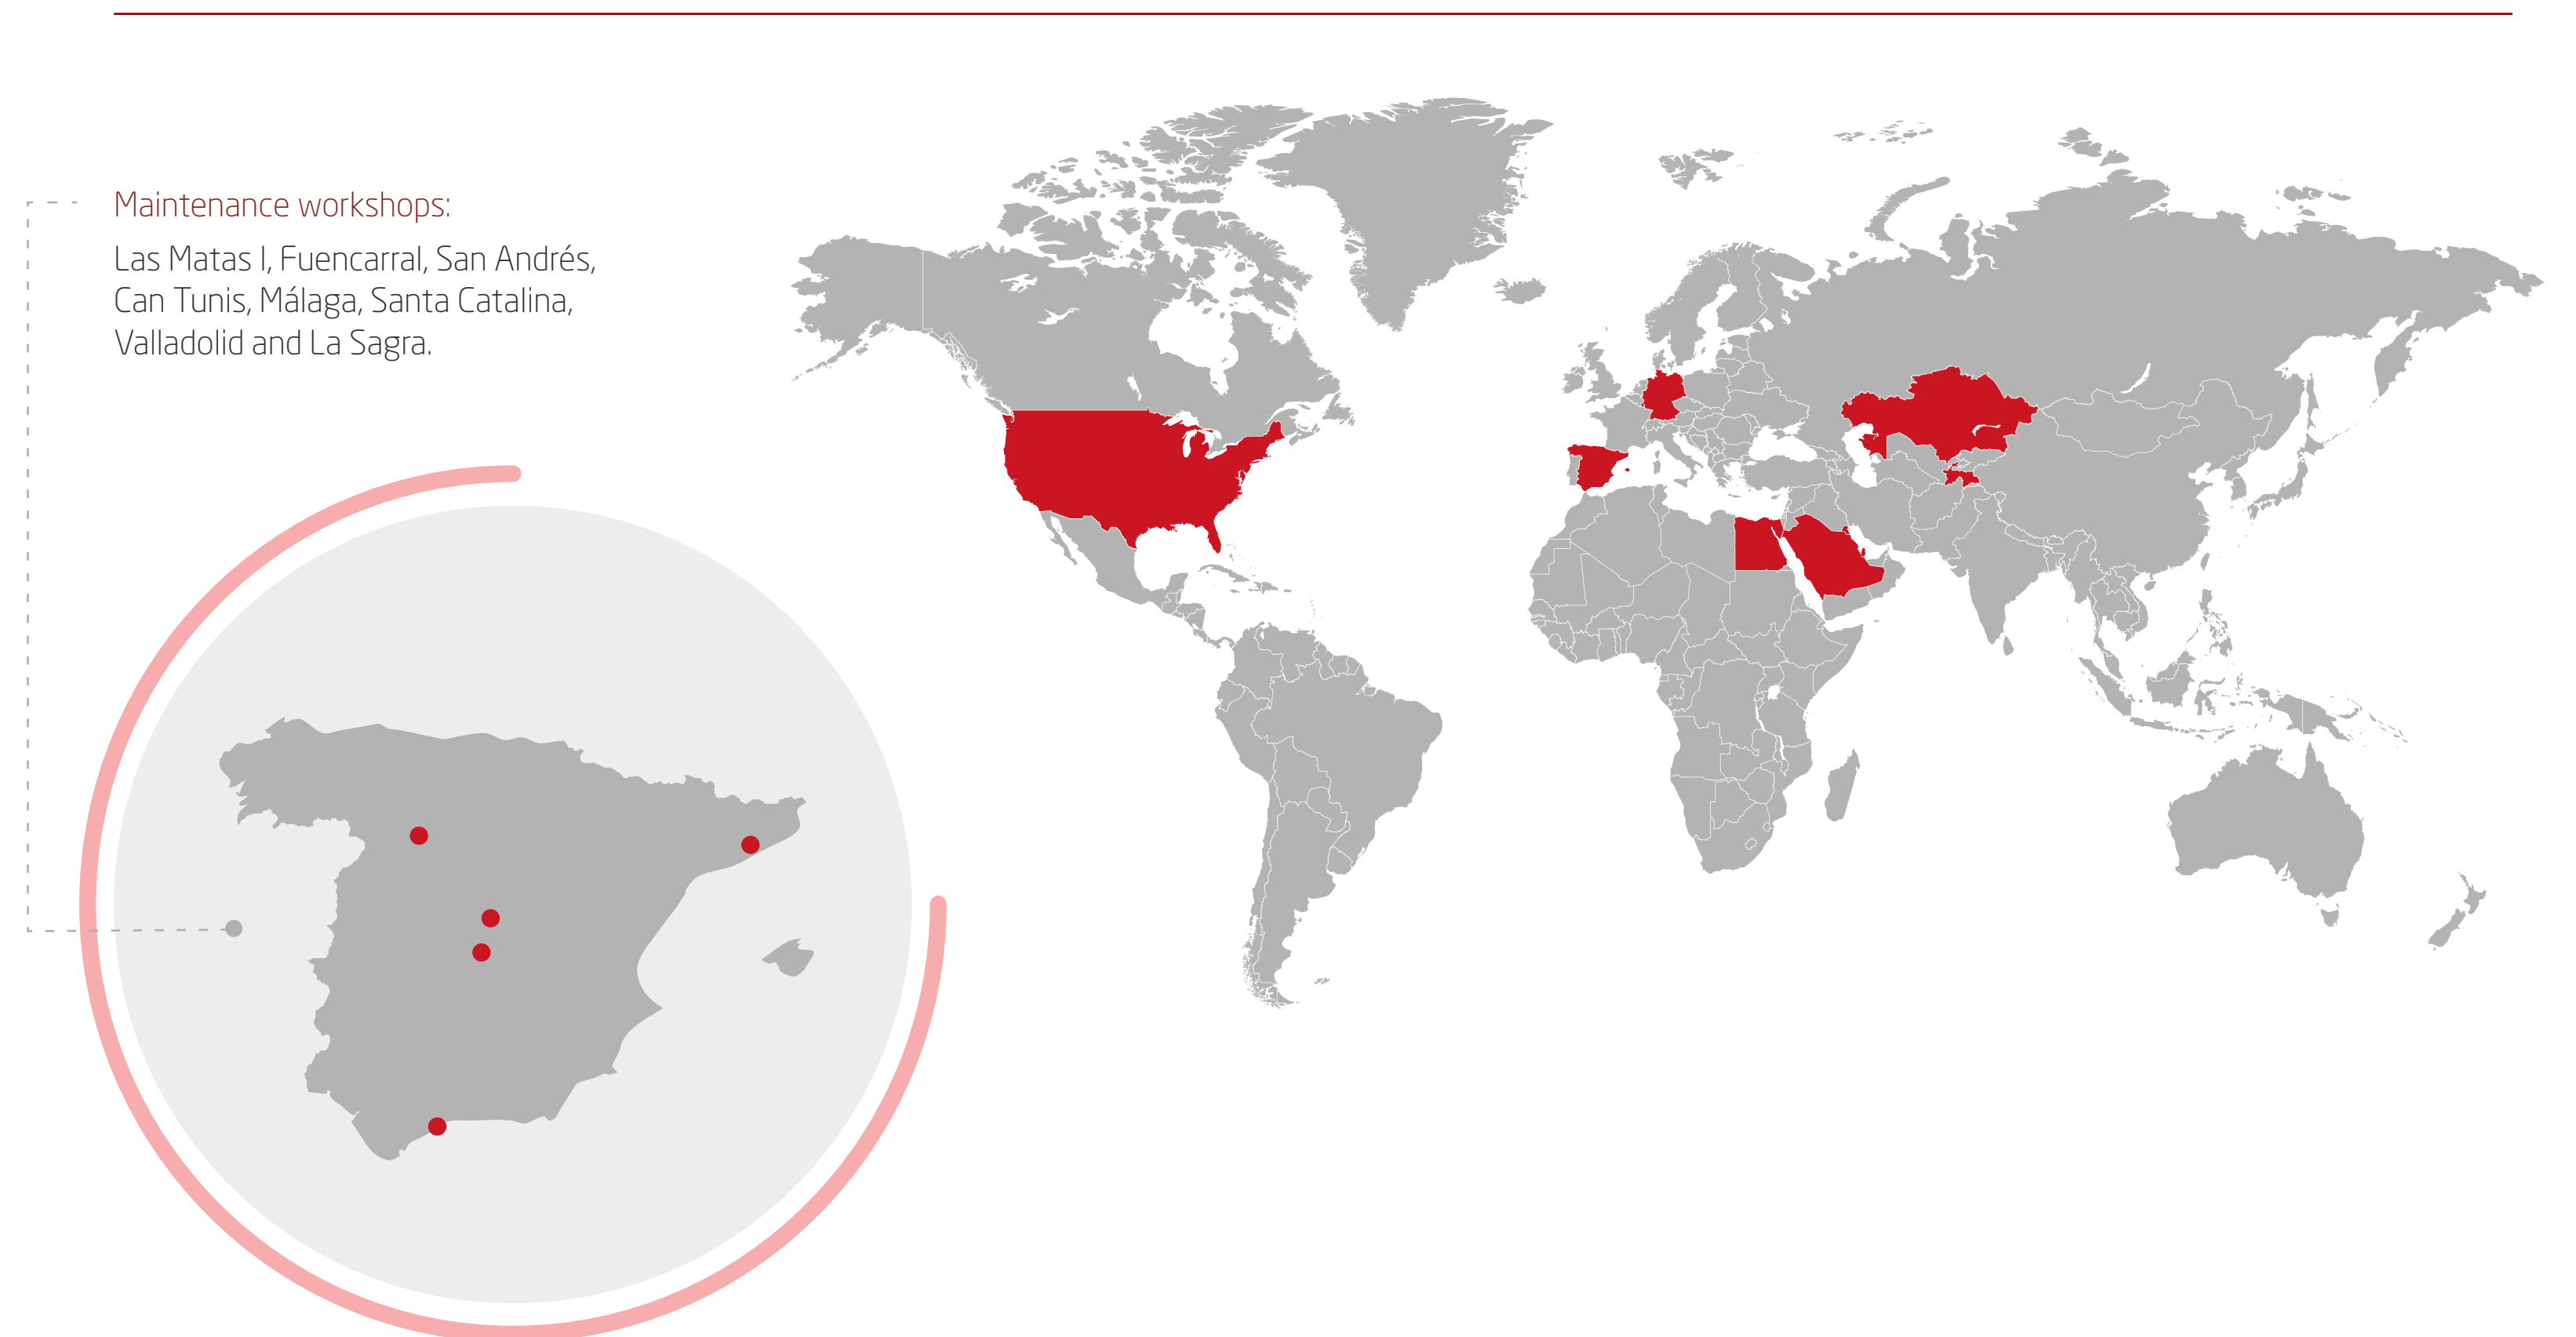 Maintenance workshops:
Las Matas I, Fuencarral, San Andrés,
Can Tunis, Málaga, Santa Catalina,
Valladolid and La Sagra.